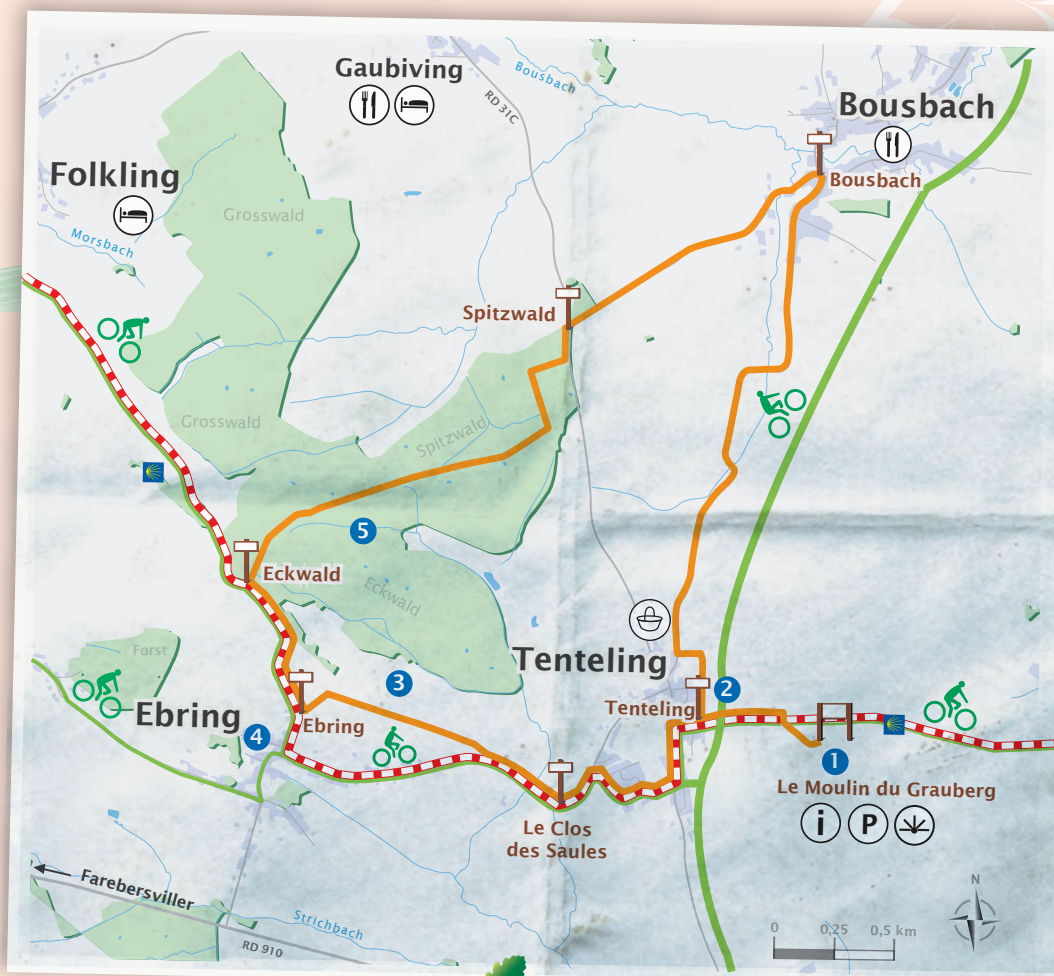 Gaubiving
RD 31C
Bousbach
Bousbach
Bousbach
Folkling
Grosswald
Morsbach
Spitzwald
Grosswald
Spitzwald
5
Eckwald
Eckwald
Tenteling
Forst
3
2
Ebring
Ebring
Tenteling
4
1
Le Moulin du Grauberg
i P
Le Clos
des Saules
Farebersviller
Strichbach
RD 910
N
0 0,25 0,5 km